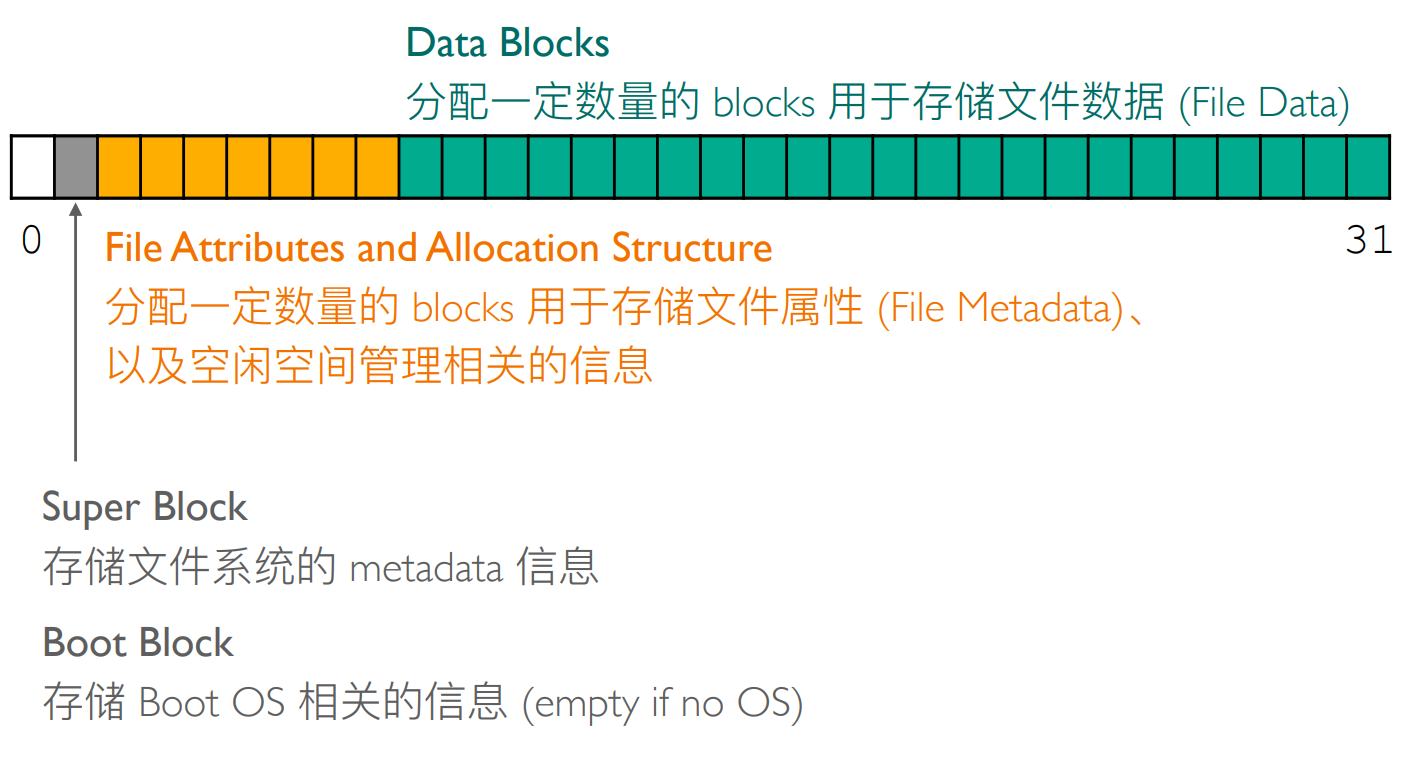 Data Blocks
分配一定数量的 blocks 用于存储文件数据 (File Data)
0
31
File Attributes and Allocation Structure
分配一定数量的 blocks 用于存储文件属性 (File Metadata)、
以及空闲空间管理相关的信息
Super Block
存储文件系统的 metadata 信息
Boot Block
存储 Boot OS 相关的信息 (empty if no OS)